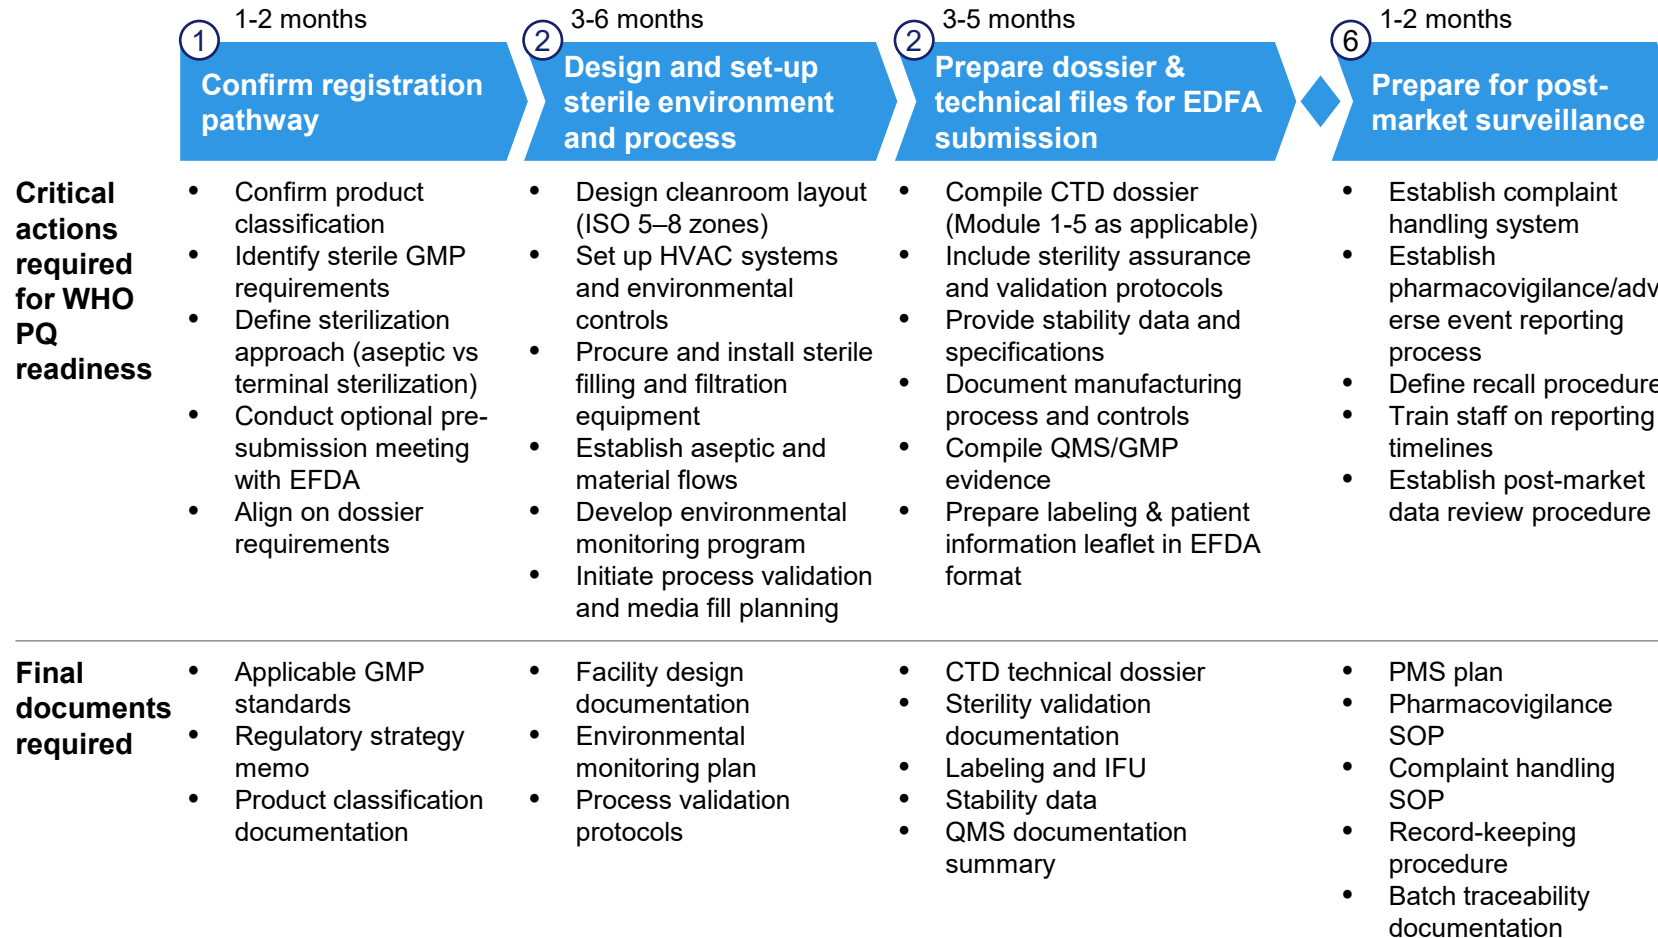 1-2 months
1
Confirm registration
pathway
3-6 months
2
Design and set-up
sterile environment
and process
3-5 months
2
Prepare dossier &
technical files for EDFA
submission
1-2 months
6
Prepare for post-
market surveillance
Critical
actions
required
for WHO
PQ
readiness
• Confirm product
classification
• Identify sterile GMP
requirements
• Define sterilization
approach (aseptic vs
terminal sterilization)
• Conduct optional pre-
submission meeting
with EFDA
• Align on dossier
requirements
• Design cleanroom layout
(ISO 5–8 zones)
• Set up HVAC systems
and environmental
controls
• Procure and install sterile
filling and filtration
equipment
• Establish aseptic and
material flows
• Develop environmental
monitoring program
• Initiate process validation
and media fill planning
• Compile CTD dossier
(Module 1-5 as applicable)
• Include sterility assurance
and validation protocols
• Provide stability data and
specifications
• Document manufacturing
process and controls
• Compile QMS/GMP
evidence
• Prepare labeling & patient
information leaflet in EFDA
format
• Establish complaint
handling system
• Establish
pharmacovigilance/adv
erse event reporting
process
• Define recall procedure
• Train staff on reporting
timelines
• Establish post-market
data review procedure
Final
documents
required
• Applicable GMP
standards
• Regulatory strategy
memo
• Product classification
documentation
• Facility design
documentation
• Environmental
monitoring plan
• Process validation
protocols
• CTD technical dossier
• Sterility validation
documentation
• Labeling and IFU
• Stability data
• QMS documentation
summary
• PMS plan
• Pharmacovigilance
SOP
• Complaint handling
SOP
• Record-keeping
procedure
• Batch traceability
documentation